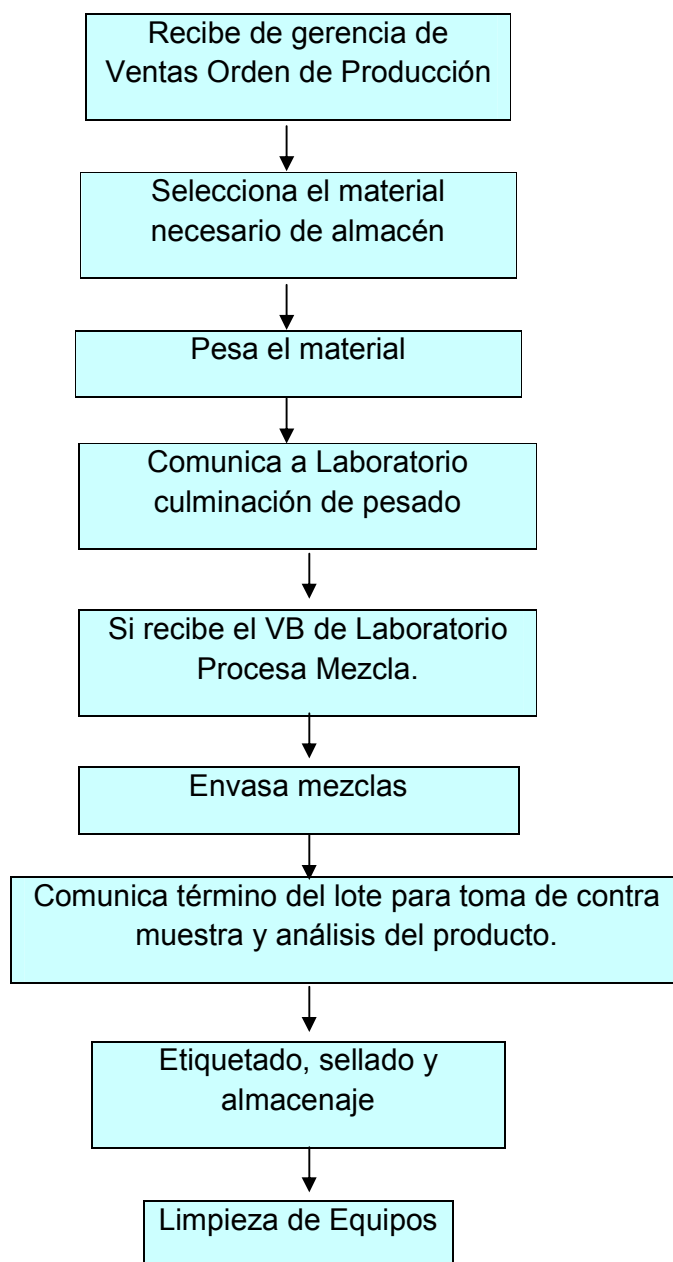 Recibe de gerencia de
Ventas Orden de Producción
Selecciona el material
necesario de almacén
Pesa el material
Comunica a Laboratorio
culminación de pesado
Si recibe el VB de Laboratorio
Procesa Mezcla.
Envasa mezclas
Comunica término del lote para toma de contra
muestra y análisis del producto.
Etiquetado, sellado y
almacenaje
Limpieza de Equipos